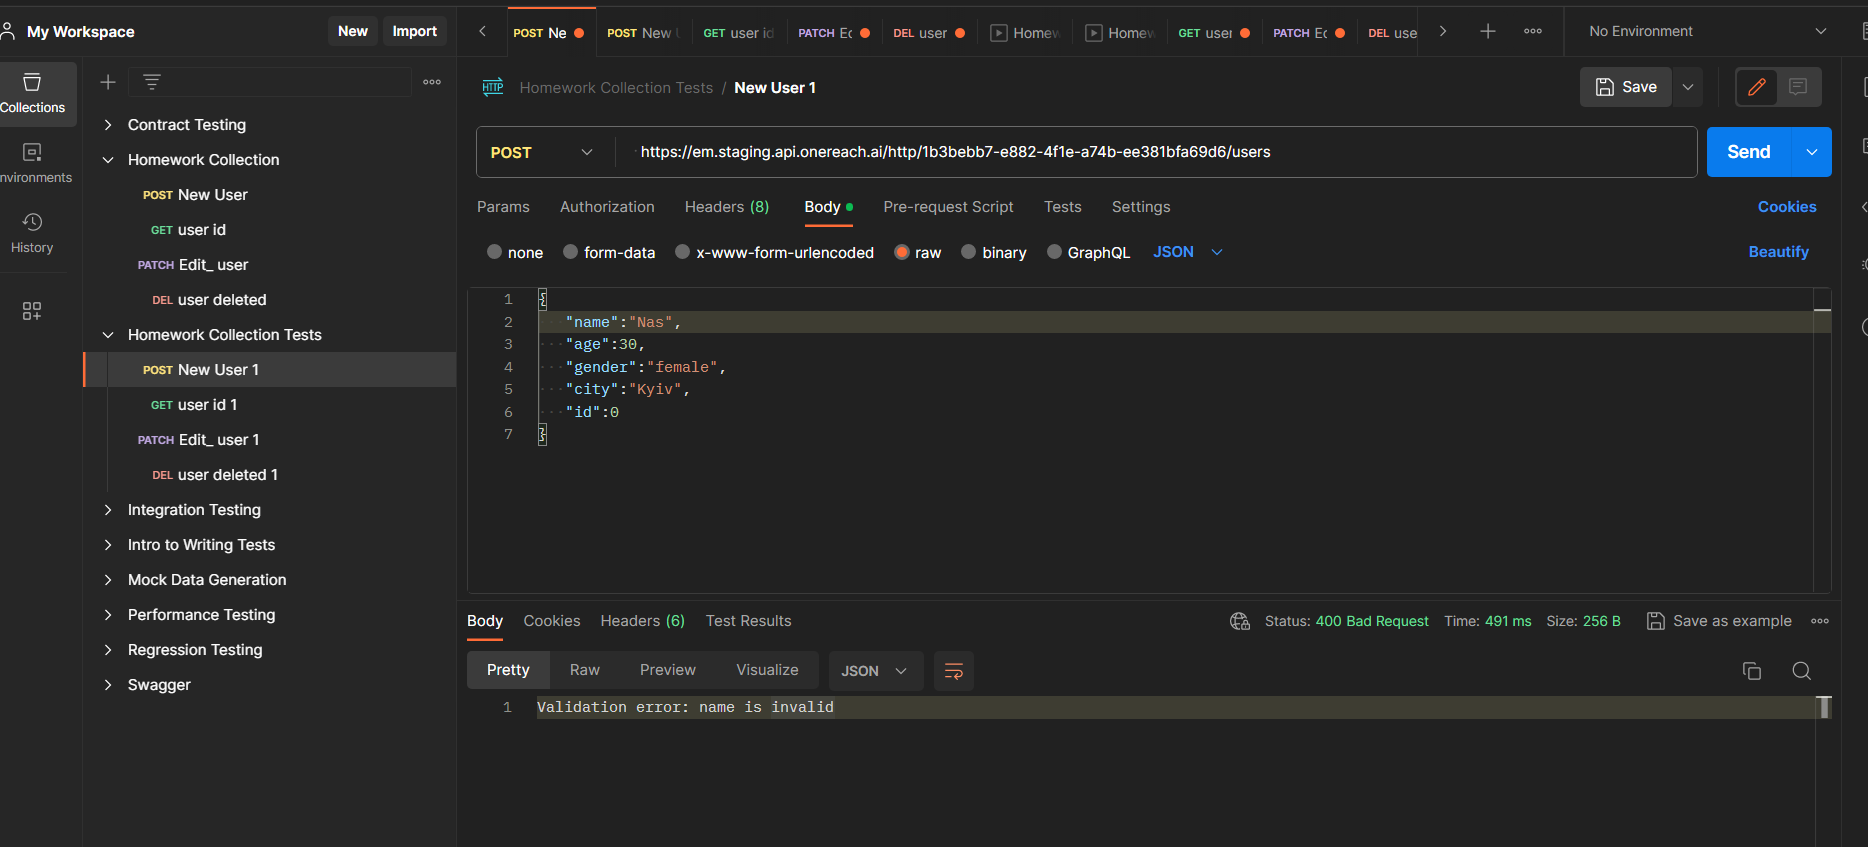 My Workspace
New
Import
POST Ne
POST New
GET user id
PATCH
DEL user
Homew
Homew
GET user
PATCH
DEL use
No Environment
Collections
nvironments
History
Contract Testing
Homework Collection
POST New User
GET user id
PATCH Edit_ user
DEL user deleted
Homework Collection Tests
POST New User 1
GET user id 1
PATCH Edit_ user 1
DEL user deleted 1
Integration Testing
Intro to Writing Tests
Mock Data Generation
Performance Testing
Regression Testing
Swagger
HTTP Homework Collection Tests / New User 1
Save
POST https://em.staging.api.onereach.ai/http/1b3bebb7-e882-4f1e-a74b-ee381bfa69d6/users
Send
Params Authorization Headers (8) Body Pre-request Script Tests Settings Cookies
none form-data x-www-form-urlencoded raw binary GraphQL JSON Beautify
1 {
2 "name":"Nas",
3 "age":30,
4 "gender":"female",
5 "city":"Kyiv",
6 "id":0
7 }
Body Cookies Headers (6) Test Results Status: 400 Bad Request Time: 491 ms Size: 256 B Save as example
Pretty Raw Preview Visualize JSON
1 Validation error: name is invalid